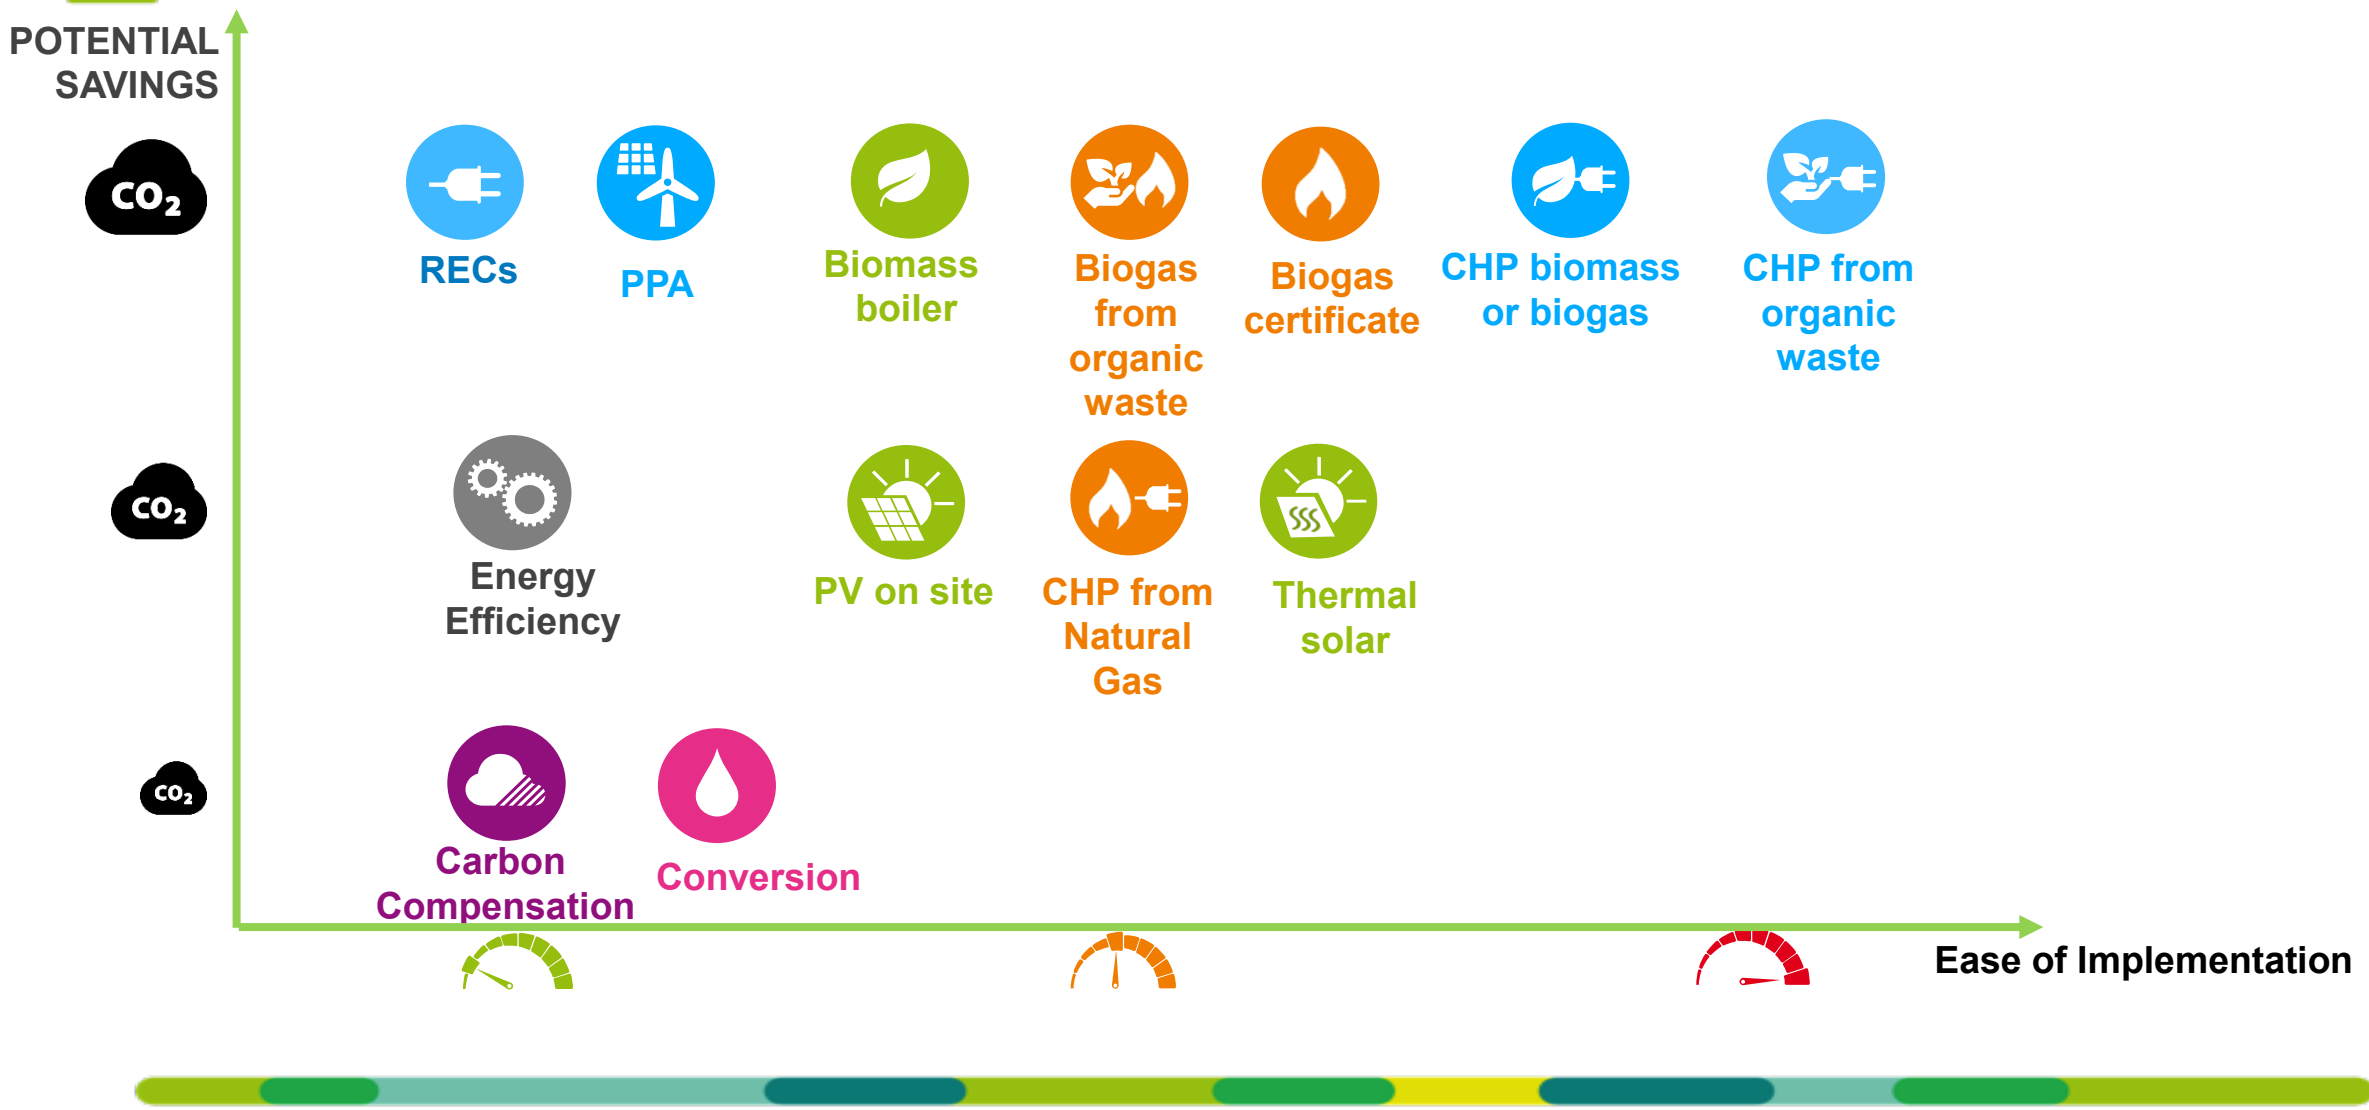 POTENTIAL
SAVINGS
CO2
RECs
PPA
Biomass
boiler
Biogas
from
organic
waste
Biogas
certificate
CHP biomass
or biogas
CHP from
organic
waste
CO2
Energy
Efficiency
PV on site
CHP from
Natural
Gas
Thermal
solar
CO2
Carbon
Compensation
Conversion
Ease of Implementation